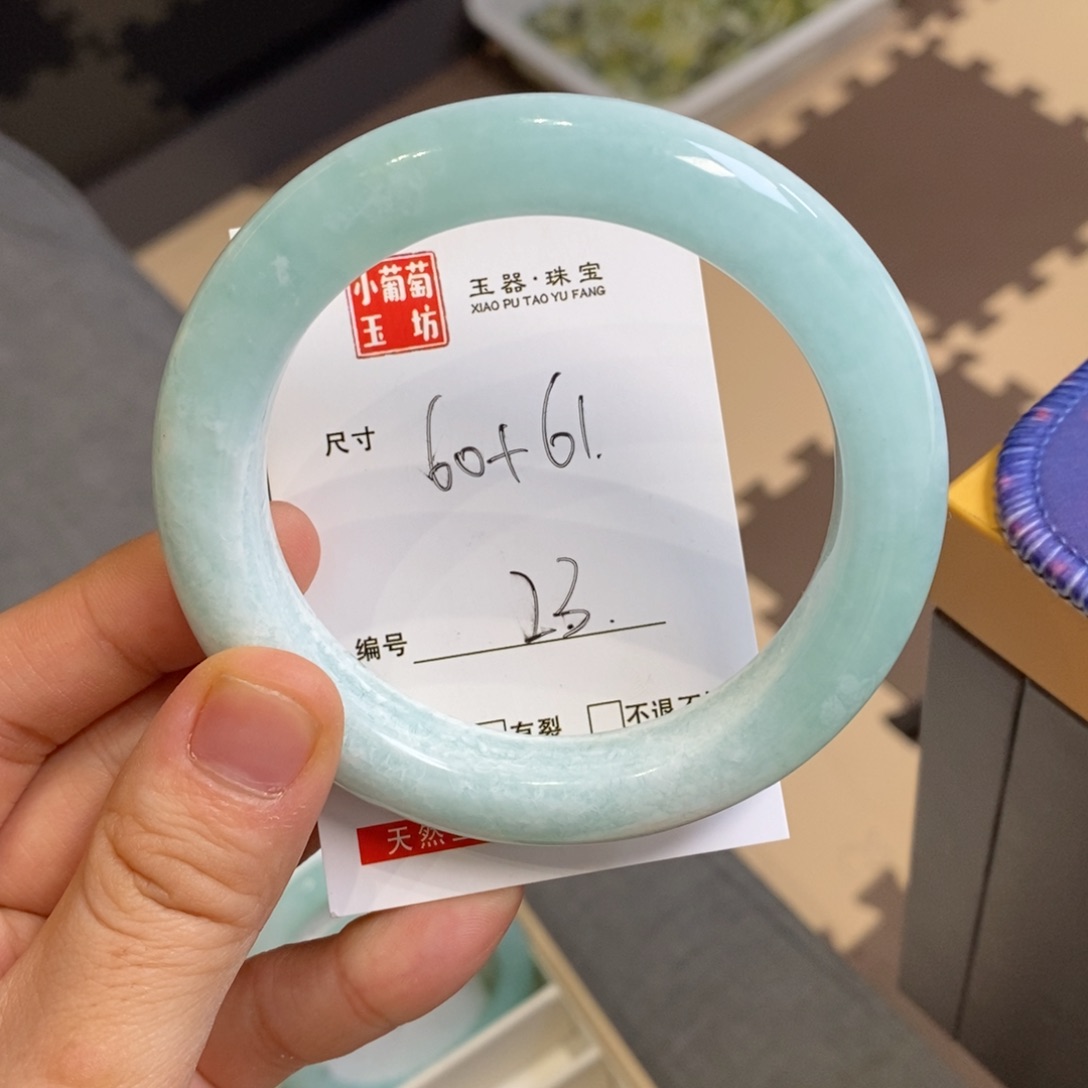 小葡萄
玉坊
玉器·珠宝
XIAO PU TAO YU FANG
尺寸 60+61.
编号 23.
有裂 不退不
天然